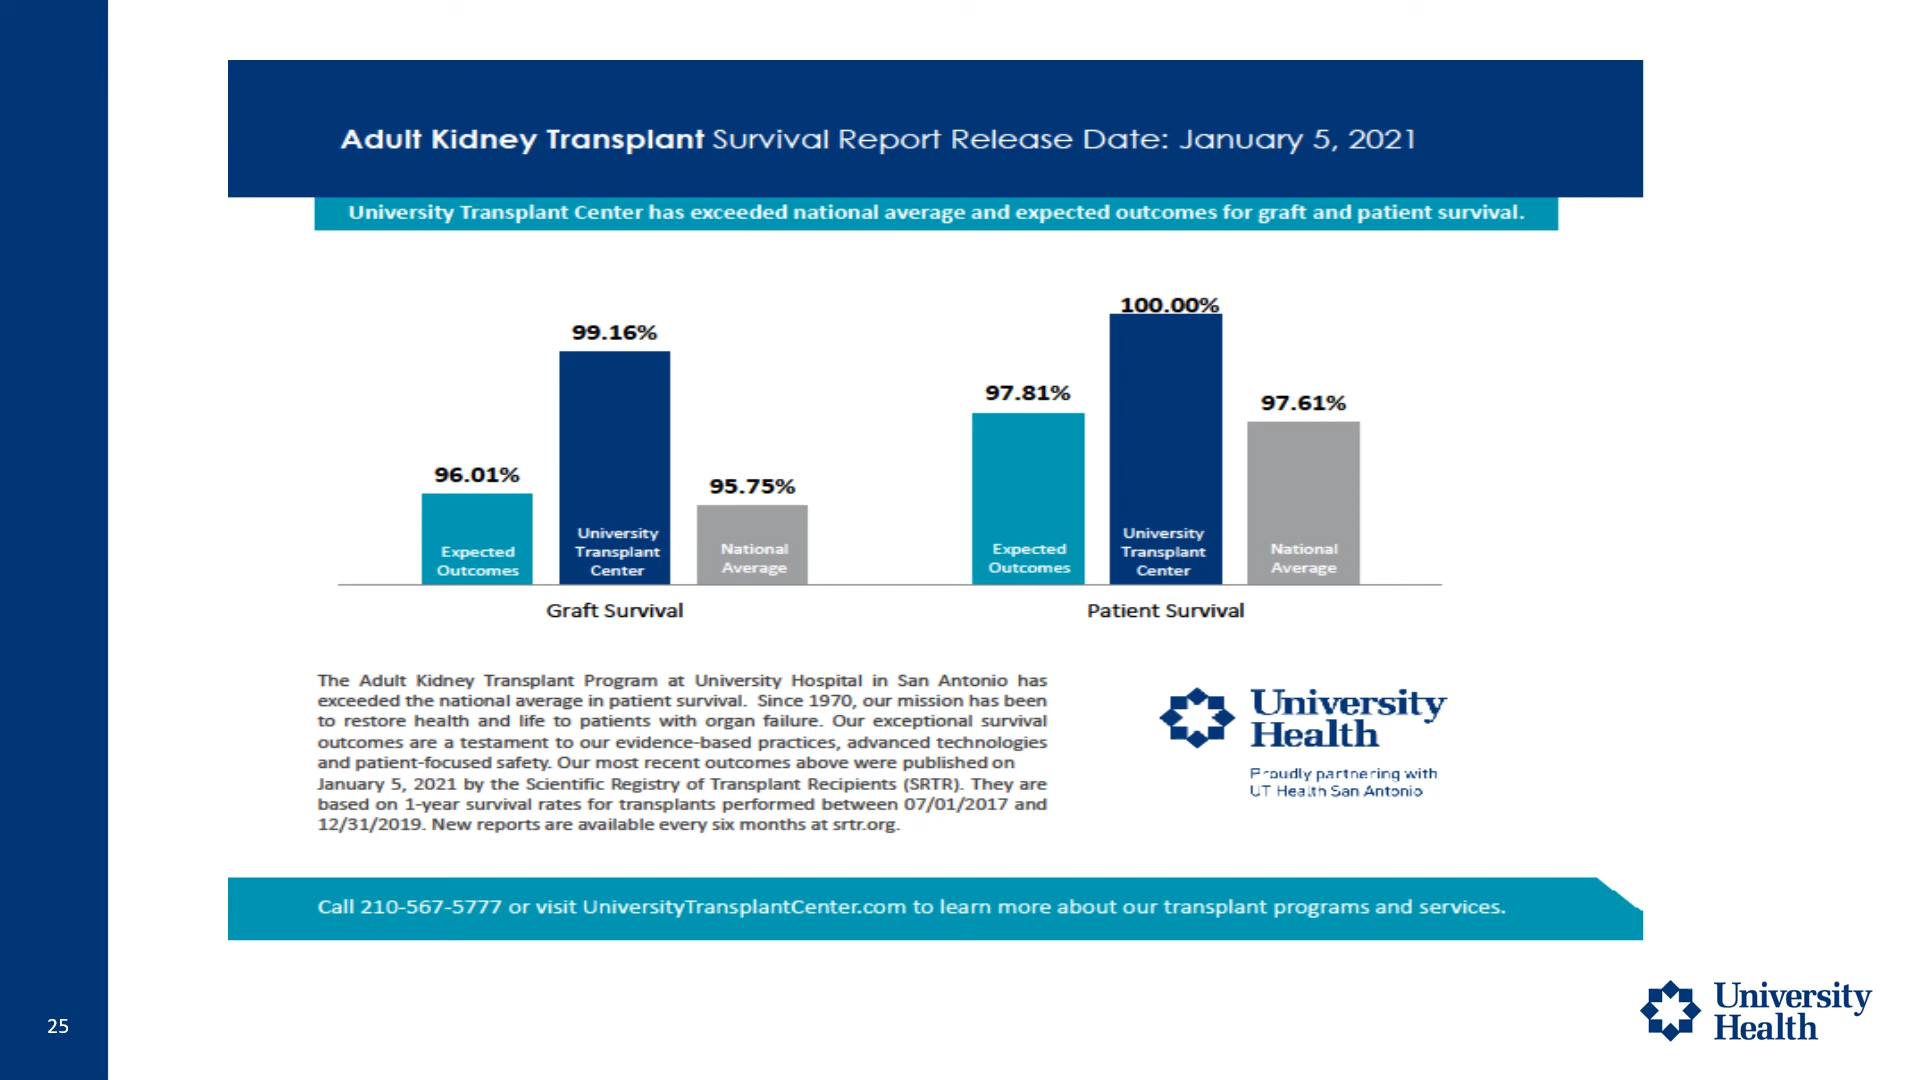 Adult Kidney Transplant Survival Report Release Date: January 5, 2021
University Transplant Center has exceeded national average and expected outcomes for graft and patient survival.
99.16%
96.01%
95.75%
Expected
Outcomes
University
Transplant
Center
National
Average
Graft Survival
100.00%
97.81%
97.61%
Expected
Outcomes
University
Transplant
Center
National
Average
Patient Survival
The Adult Kidney Transplant Program at University Hospital in San Antonio has
exceeded the national average in patient survival. Since 1970, our mission has been
to restore health and life to patients with organ failure. Our exceptional survival
outcomes are a testament to our evidence-based practices, advanced technologies
and patient-focused safety. Our most recent outcomes above were published on
January 5, 2021 by the Scientific Registry of Transplant Recipients (SRTR). They are
based on 1-year survival rates for transplants performed between 07/01/2017 and
12/31/2019. New reports are available every six months at srtr.org.
University
Health
Proudly partnering with
UT Health San Antonio
Call 210-567-5777 or visit UniversityTransplantCenter.com to learn more about our transplant programs and services.
25
University
Health